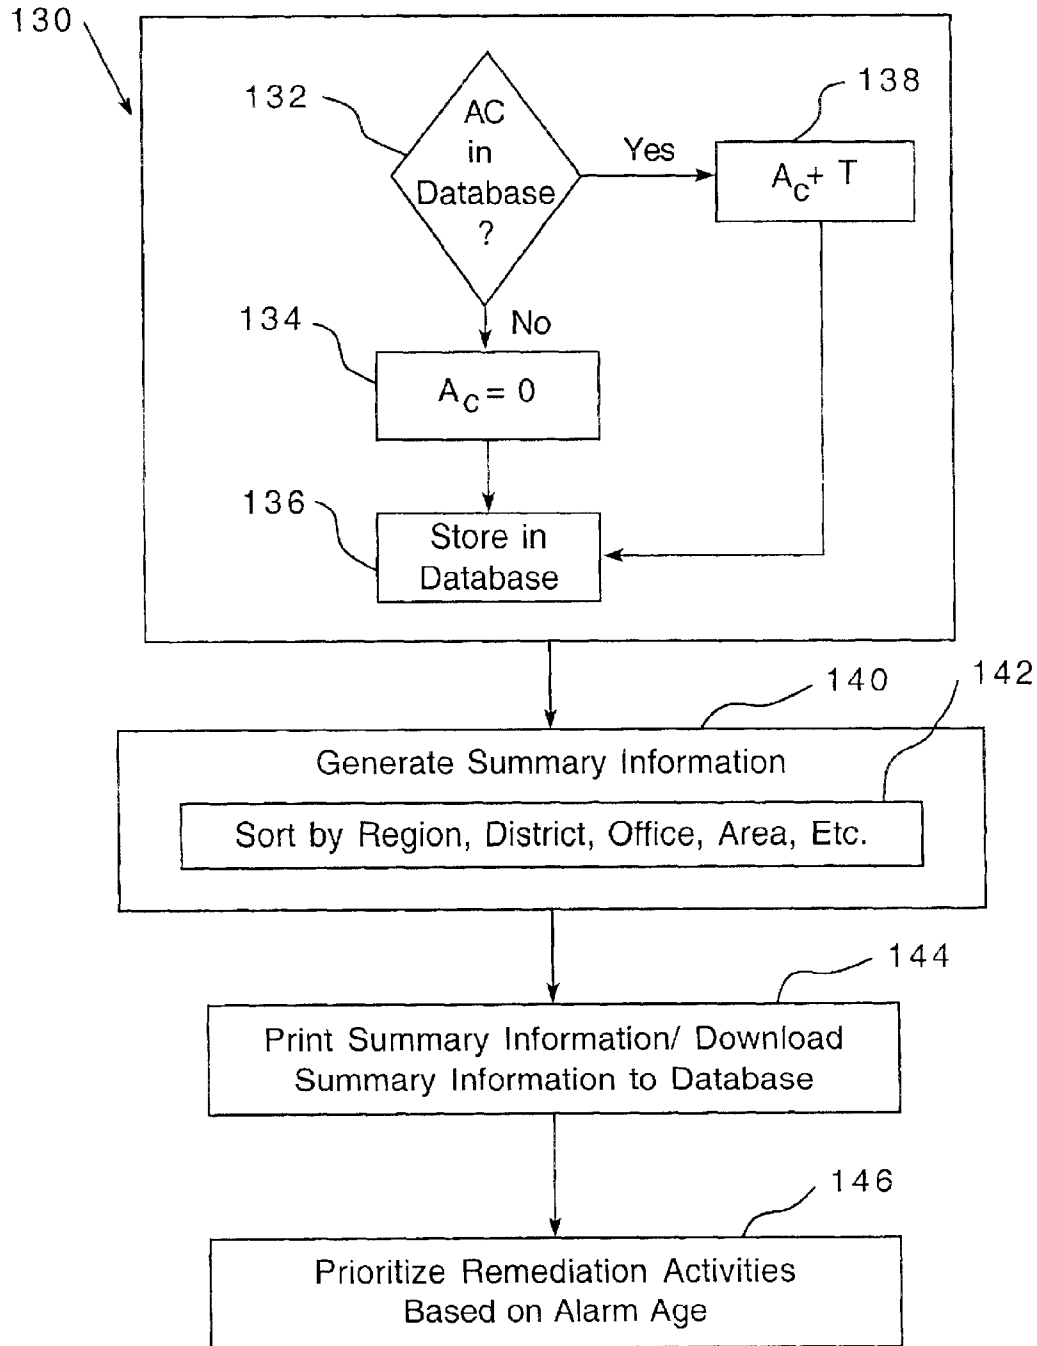 130
132
AC
in
Database
?
Yes
138
Ac+ T
No
134
Ac = 0
136
Store in
Database
140
142
Generate Summary Information
Sort by Region, District, Office, Area, Etc.
144
Print Summary Information/ Download
Summary Information to Database
146
Prioritize Remediation Activities
Based on Alarm Age